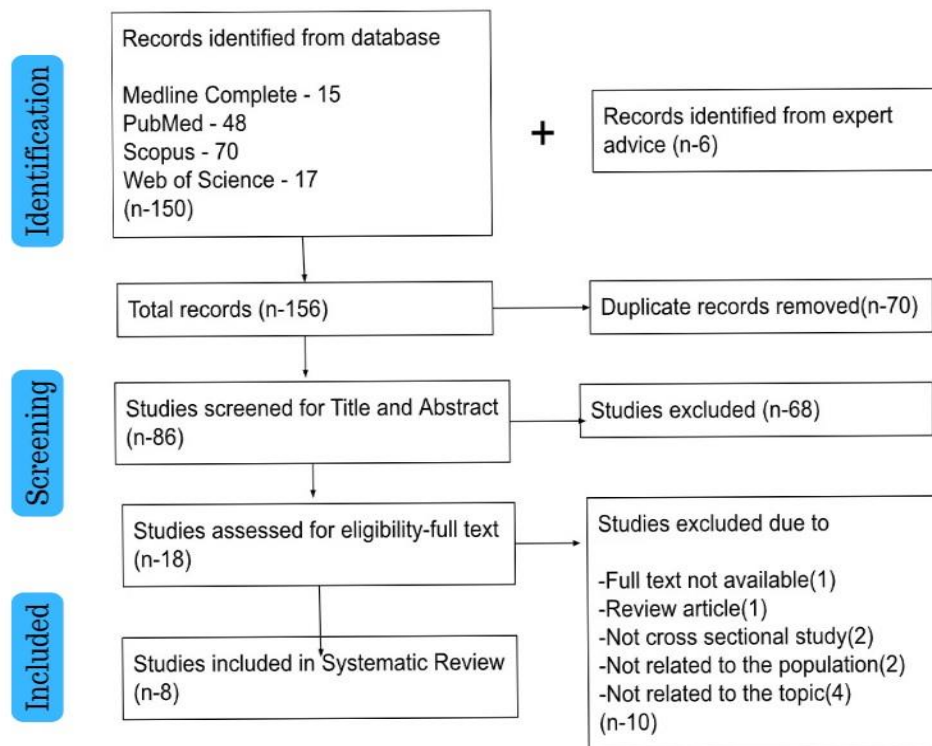 Identification
Records identified from database
Medline Complete - 15
PubMed - 48
Scopus - 70
Web of Science - 17
(n-150)
+
Records identified from expert
advice (n-6)
Total records (n-156)
Duplicate records removed(n-70)
Screening
Studies screened for Title and Abstract
(n-86)
Studies excluded (n-68)
Studies assessed for eligibility-full text
(n-18)
Studies excluded due to
-Full text not available(1)
-Review article(1)
-Not cross sectional study(2)
-Not related to the population(2)
-Not related to the topic(4)
(n-10)
Included
Studies included in Systematic Review
(n-8)